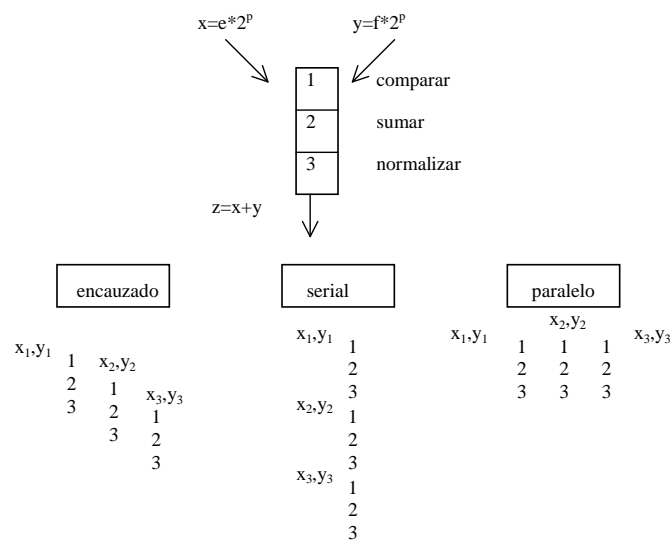 x=e*2ᵖ y=f*2ᵖ
1 comparar
2 sumar
3 normalizar
z=x+y
encauzado serial paralelo
x₁,y₁
1 x₂,y₂
2 1 x₃,y₃
3 2 1
3 2
3
x₁,y₁
1
2
3
x₂,y₂
1
2
3
x₃,y₃
1
2
3
x₂,y₂
x₁,y₁ 1 1 1 x₃,y₃
2 2 2
3 3 3